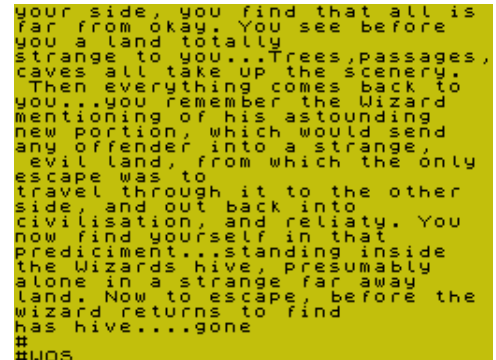 your side, you find that all is
far from okay. You see before
you a land totally
strange to you...Trees,passages,
caves all take up the scenery.
Then everything comes back to
you...you remember the Wizard
mentioning of his astounding
new portion, which would send
any offender into a strange,
evil land, from which the only
escape was to
travel through it to the other
side, and out back into
civilisation, and reliaty. You
now find yourself in that
prediciment...standing inside
the Wizards hive, presumably
alone in a strange far away
land. Now to escape, before the
wizard returns to find
has hive....gone
#
#WOS